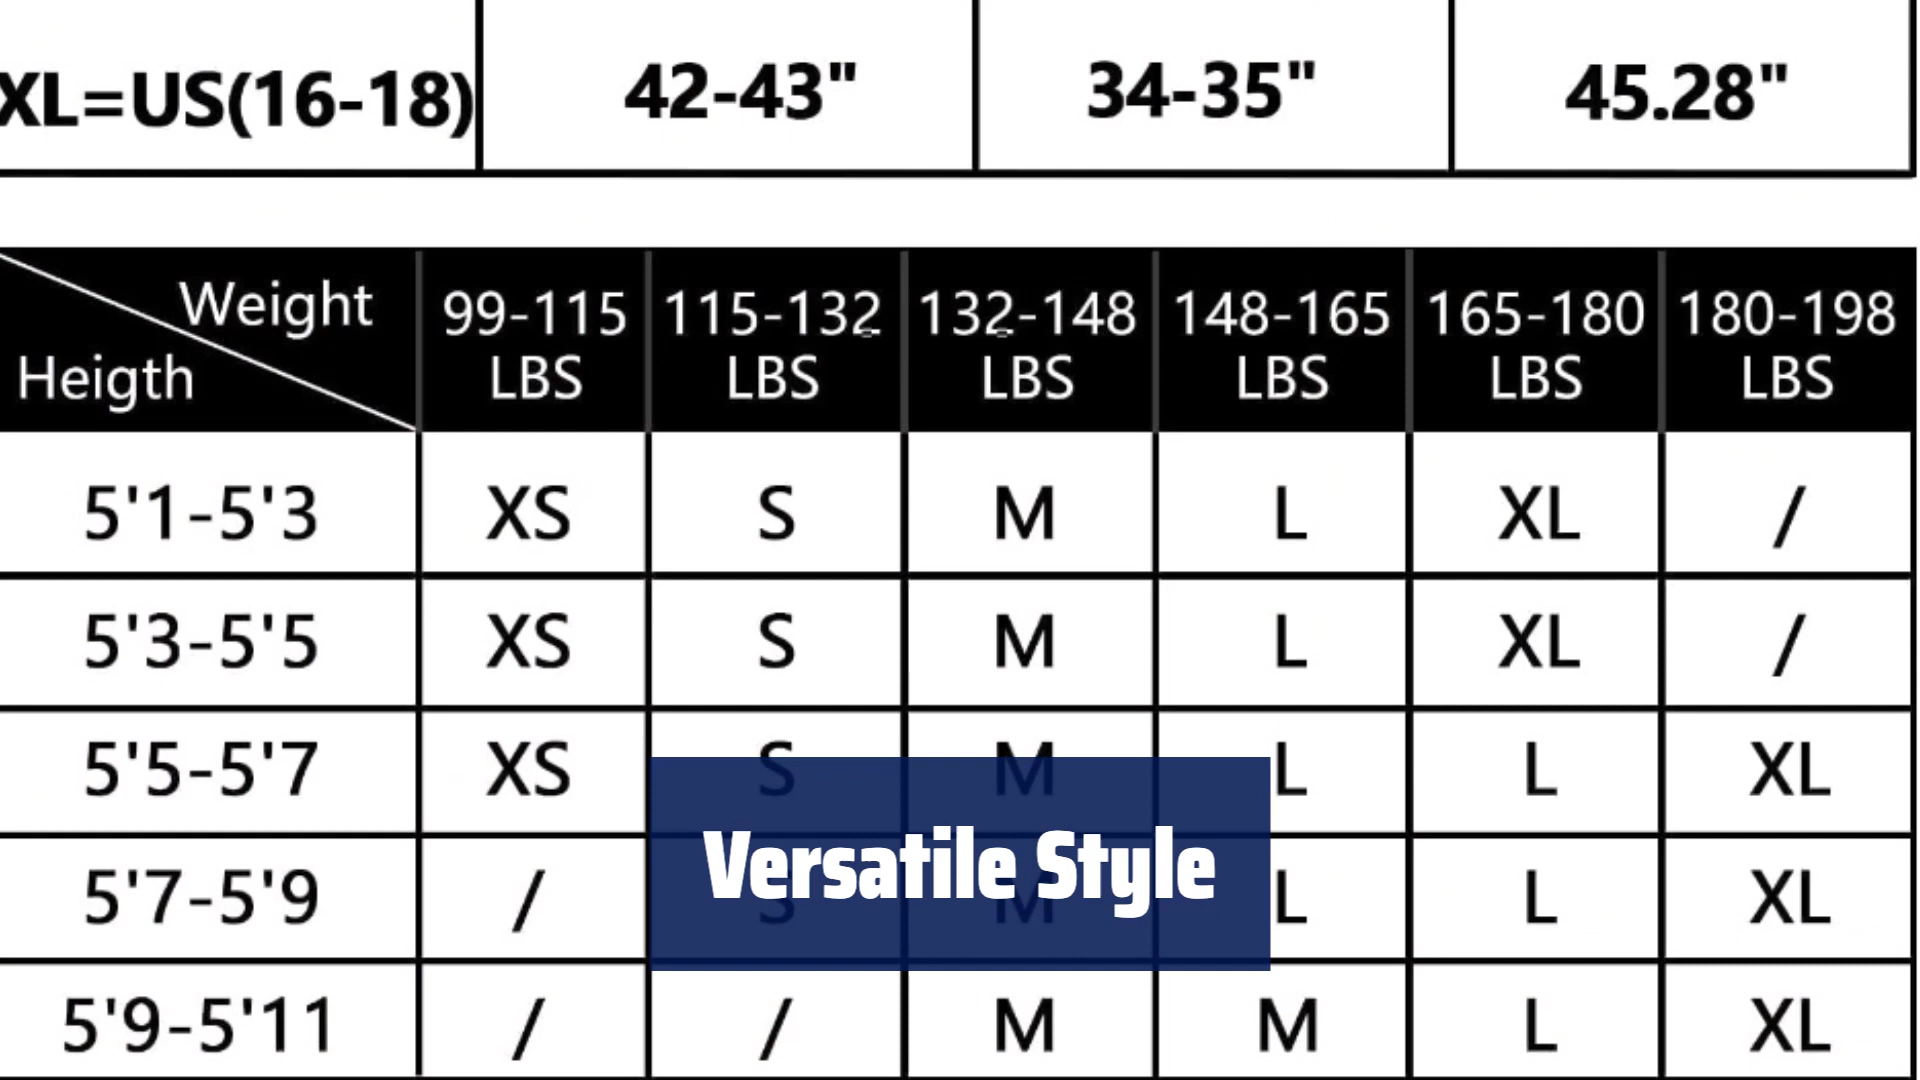 XL=US(16-18) 42-43" 34-35" 45.28"
Weight
Heigth
99-115 LBS 115-132 LBS 132-148 LBS 148-165 LBS 165-180 LBS 180-198 LBS
5'1-5'3 XS S M L XL /
5'3-5'5 XS S M L XL /
5'5-5'7 XS S M L L XL
5'7-5'9 / S M L L XL
Versatile Style
5'9-5'11 / / M M L XL